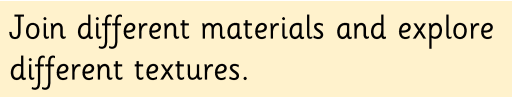 Join different materials and explore
different textures.